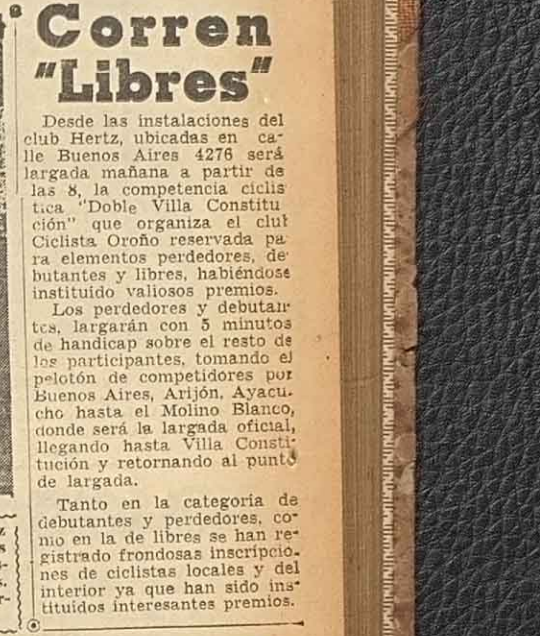 Corren
"Libres"
Desde las instalaciones del
club Hertz, ubicadas en ca-
lle Buenos Aires 4276 será
largada mañana a partir de
las 8, la competencia ciclis
tica "Doble Villa Constitu
ción" que organiza el club
Ciclista Oroño reservada pa
ra elementos perdedores, de-
butantes y libres, habiéndose
instituido valiosos premios.
Los perdedores y debutan-
tes, largarán con 5 minutos
de handicap sobre el resto de
los participantes, tomando el
pelotón de competidores por
Buenos Aires, Arijón, Ayacu-
cho hasta el Molino Blanco,
donde será la largada oficial,
llegando hasta Villa Consti-
tución y retornando al punto
de largada.
Tanto en la categoría de
debutantes y perdedores, co-
mo en la de libres se han re-
gistrado frondosas inscripcio-
nes de ciclistas locales y del
interior ya que han sido ins-
tituídos interesantes premios.